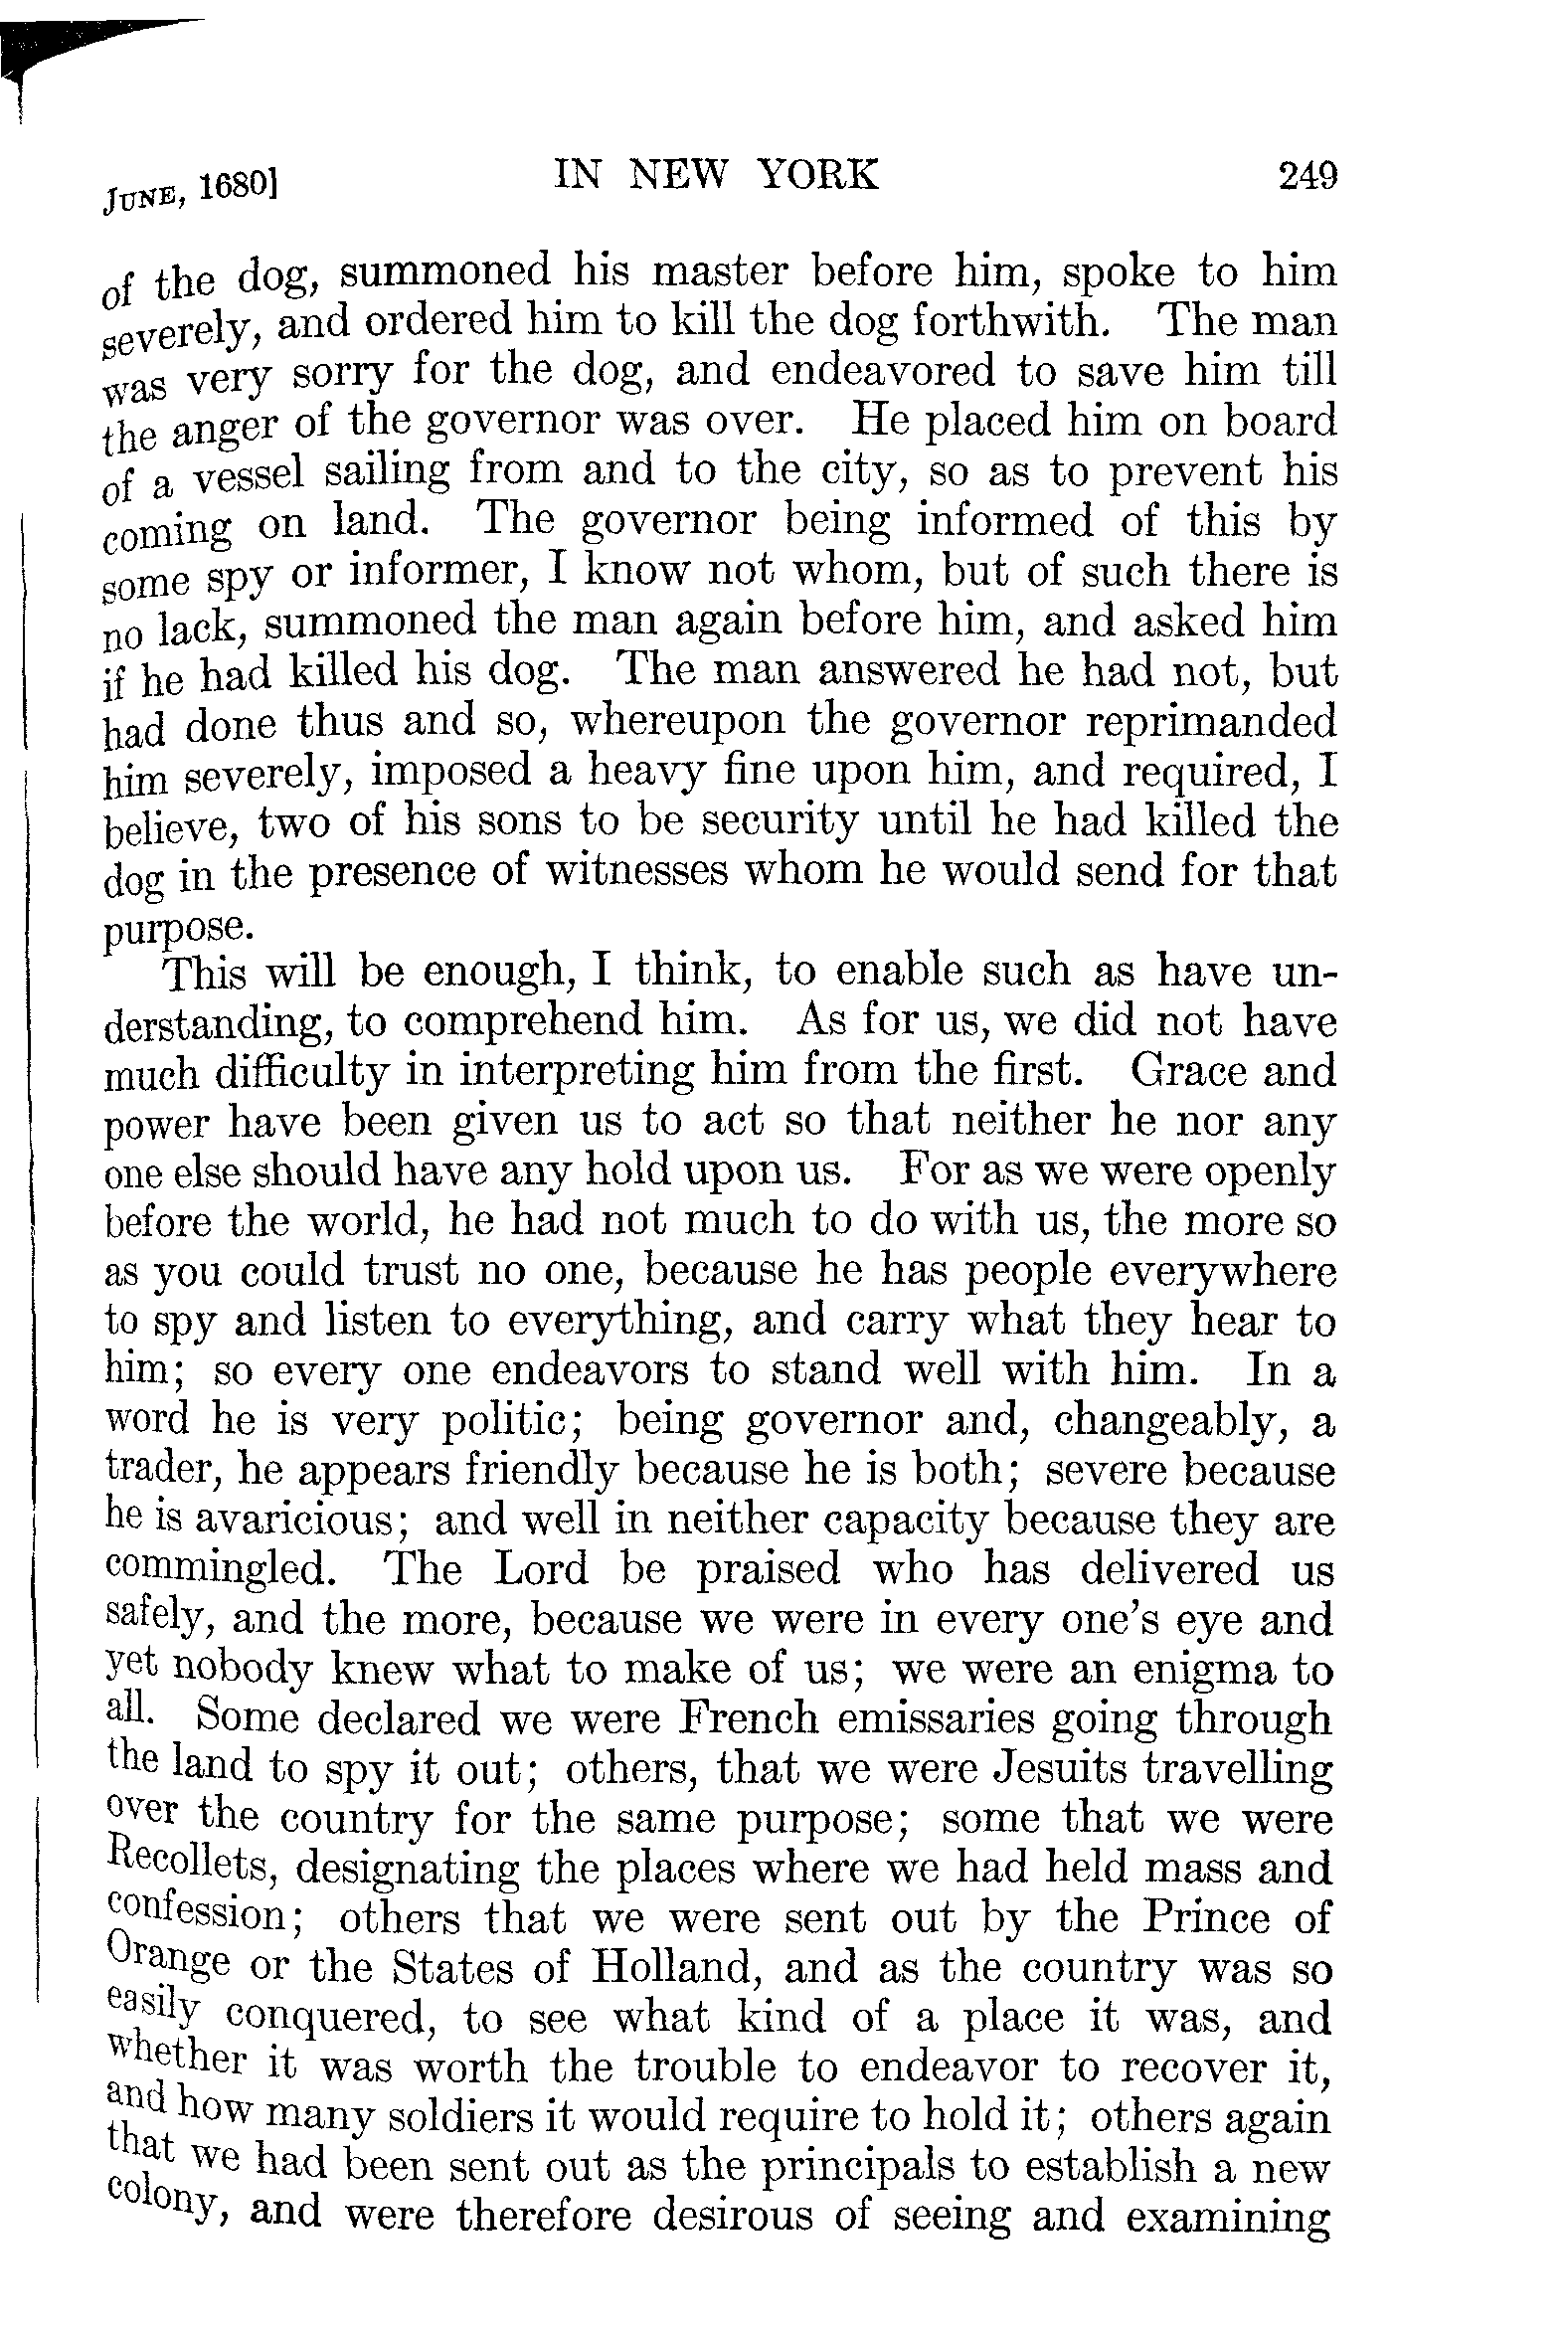 JUNE, 1680] IN NEW YORK 249
of the dog, summoned his master before him, spoke to him
severely, and ordered him to kill the dog forthwith. The man
was very sorry for the dog, and endeavored to save him till
the anger of the governor was over. He placed him on board
of a vessel sailing from and to the city, so as to prevent his
coming on land. The governor being informed of this by
some spy or informer, I know not whom, but of such there is
no lack, summoned the man again before him, and asked him
if he had killed his dog. The man answered he had not, but
had done thus and so, whereupon the governor reprimanded
him severely, imposed a heavy fine upon him, and required, I
believe, two of his sons to be security until he had killed the
dog in the presence of witnesses whom he would send for that
purpose.
This will be enough, I think, to enable such as have un-
derstanding, to comprehend him. As for us, we did not have
much difficulty in interpreting him from the first. Grace and
power have been given us to act so that neither he nor any
one else should have any hold upon us. For as we were openly
before the world, he had not much to do with us, the more so
as you could trust no one, because he has people everywhere
to spy and listen to everything, and carry what they hear to
him; so every one endeavors to stand well with him. In a
word he is very politic; being governor and, changeably, a
trader, he appears friendly because he is both; severe because
he is avaricious; and well in neither capacity because they are
commingled. The Lord be praised who has delivered us
safely, and the more, because we were in every one's eye and
yet nobody knew what to make of us; we were an enigma to
all. Some declared we were French emissaries going through
the land to spy it out; others, that we were Jesuits travelling
over the country for the same purpose; some that we were
Recollets, designating the places where we had held mass and
confession; others that we were sent out by the Prince of
Orange or the States of Holland, and as the country was so
easily conquered, to see what kind of a place it was, and
whether it was worth the trouble to endeavor to recover it,
and how many soldiers it would require to hold it; others again
that we had been sent out as the principals to establish a new
colony, and were therefore desirous of seeing and examining